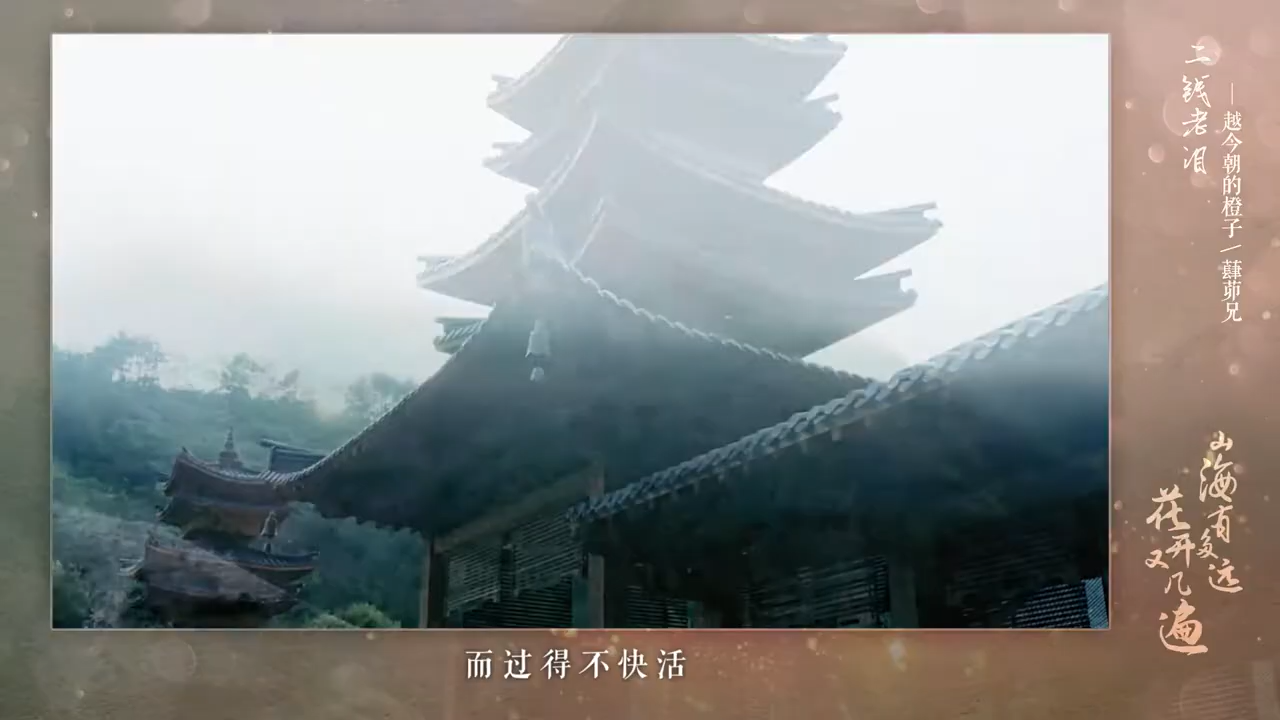 二钱老泪
—越今朝的橙子/蕼茆兄
山海有多远
花开又几遍
而过得不快活